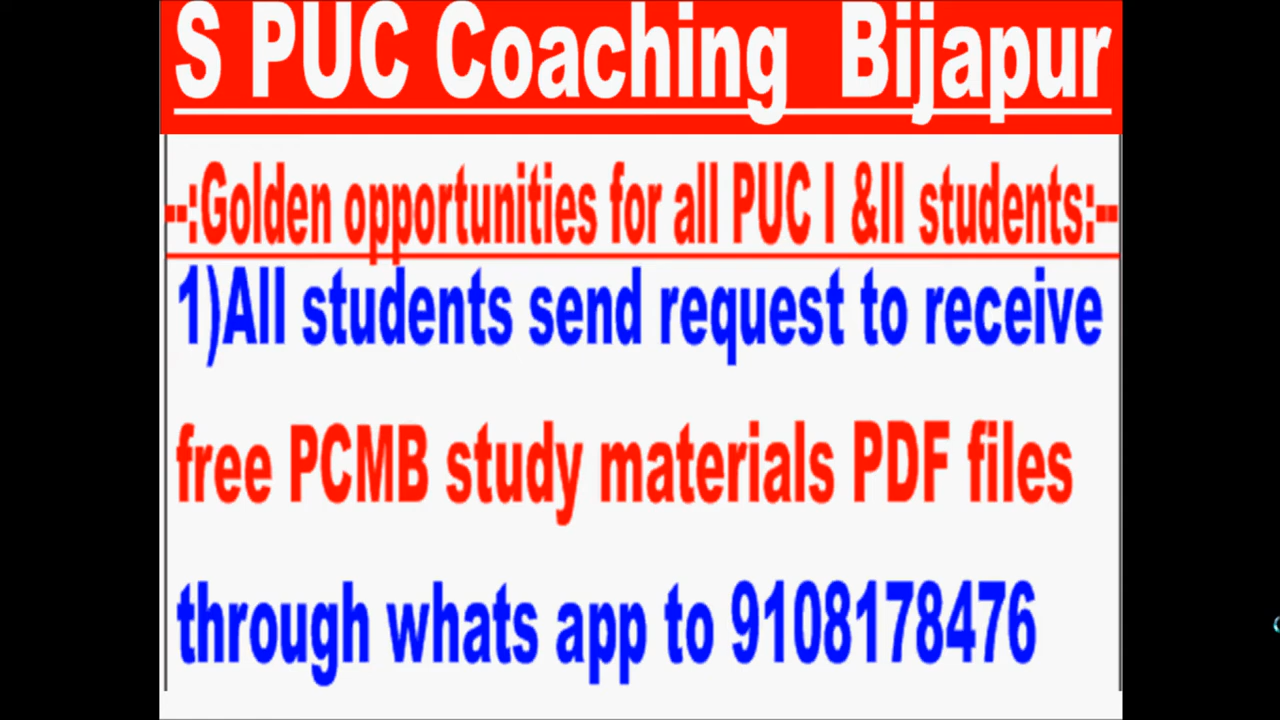 S PUC Coaching Bijapur
--:Golden opportunities for all PUC I &II students:--
1)All students send request to receive
free PCMB study materials PDF files
through whats app to 9108178476